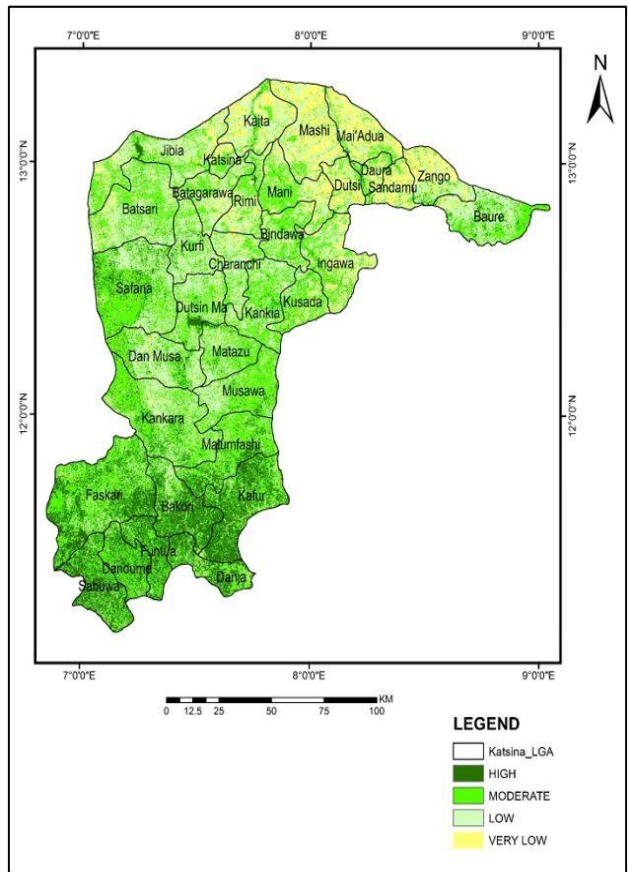 7°0'0"E 8°0'0"E 9°0'0"E
N
Kaita
Mashi
Mai'Adua
13°0'0"N
13°0'0"N
Jibia
Katsina
Daura
Zango
Batagarawa
Rimi
Mani
Dutsi
Sandamu
Batsari
Baure
Kurfi
Bindawa
Charanchi
Ingawa
Safana
Dutsin Ma
Kankia
Kusada
Dan Musa
Matazu
Musawa
12°0'0"N
12°0'0"N
Kankara
Matumfashi
Faskari
Bakori
Kafur
Funtua
Dandume
Sabuwa
Danja
7°0'0"E 8°0'0"E 9°0'0"E
KM
0 12.5 25 50 75 100
LEGEND
Katsina_LGA
HIGH
MODERATE
LOW
VERY LOW